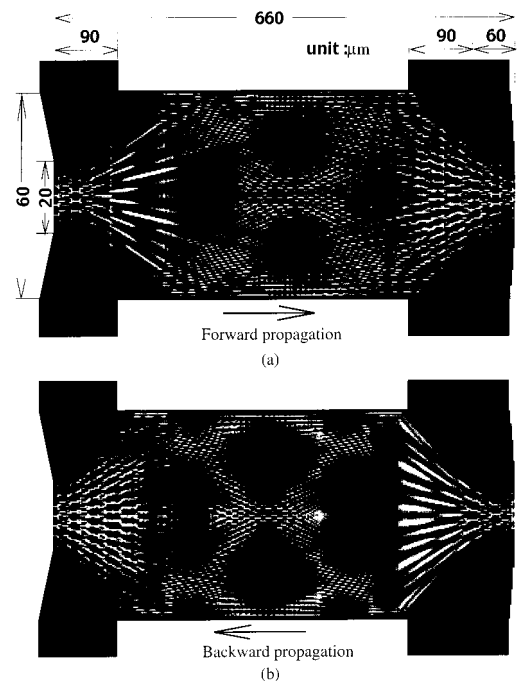 660
90
90
60
unit :μm
60
20
Forward propagation
(a)
Backward propagation
(b)